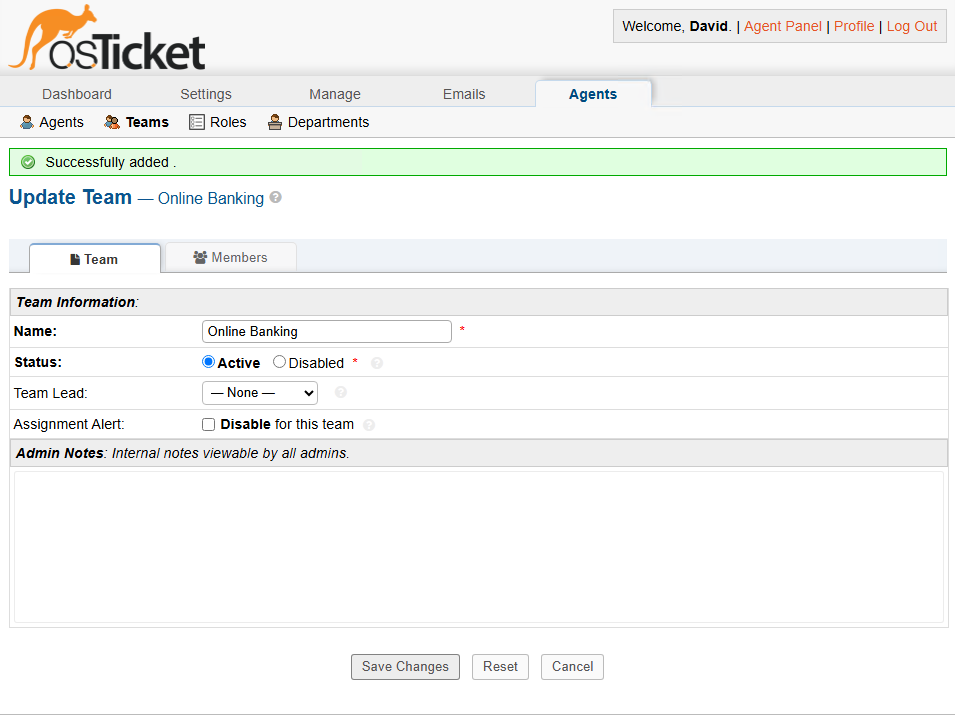 osTicket
Welcome, David. | Agent Panel | Profile | Log Out
Dashboard Settings Manage Emails Agents
Agents Teams Roles Departments
Successfully added .
Update Team — Online Banking ?
Team Members
Team Information:
Name: Online Banking *
Status: Active Disabled * ?
Team Lead: — None — ?
Assignment Alert: Disable for this team ?
Admin Notes: Internal notes viewable by all admins.
Save Changes Reset Cancel